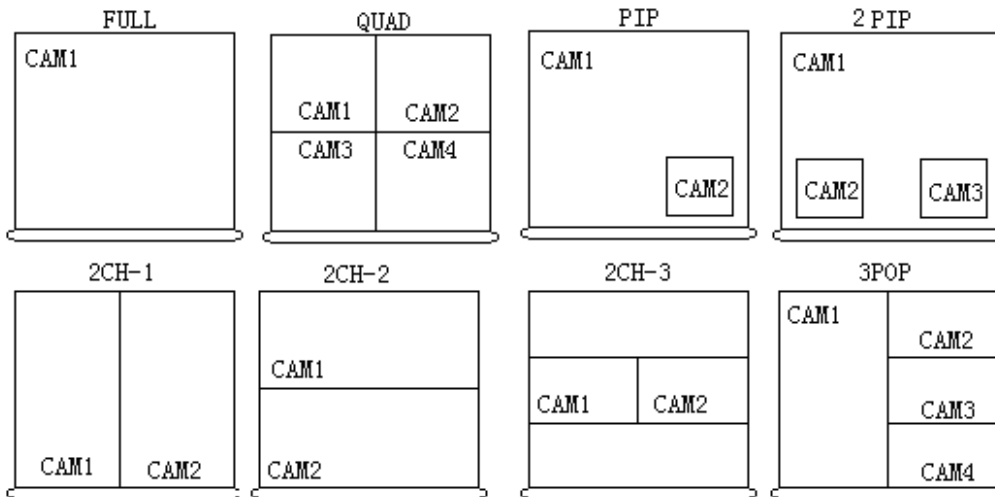 FULL
QUAD
PIP
2 PIP
CAM1
CAM1
CAM2
CAM3
CAM4
CAM1
CAM2
CAM1
CAM2
CAM3
2CH-1
2CH-2
2CH-3
3POP
CAM1
CAM2
CAM1
CAM2
CAM1
CAM2
CAM1
CAM2
CAM3
CAM4